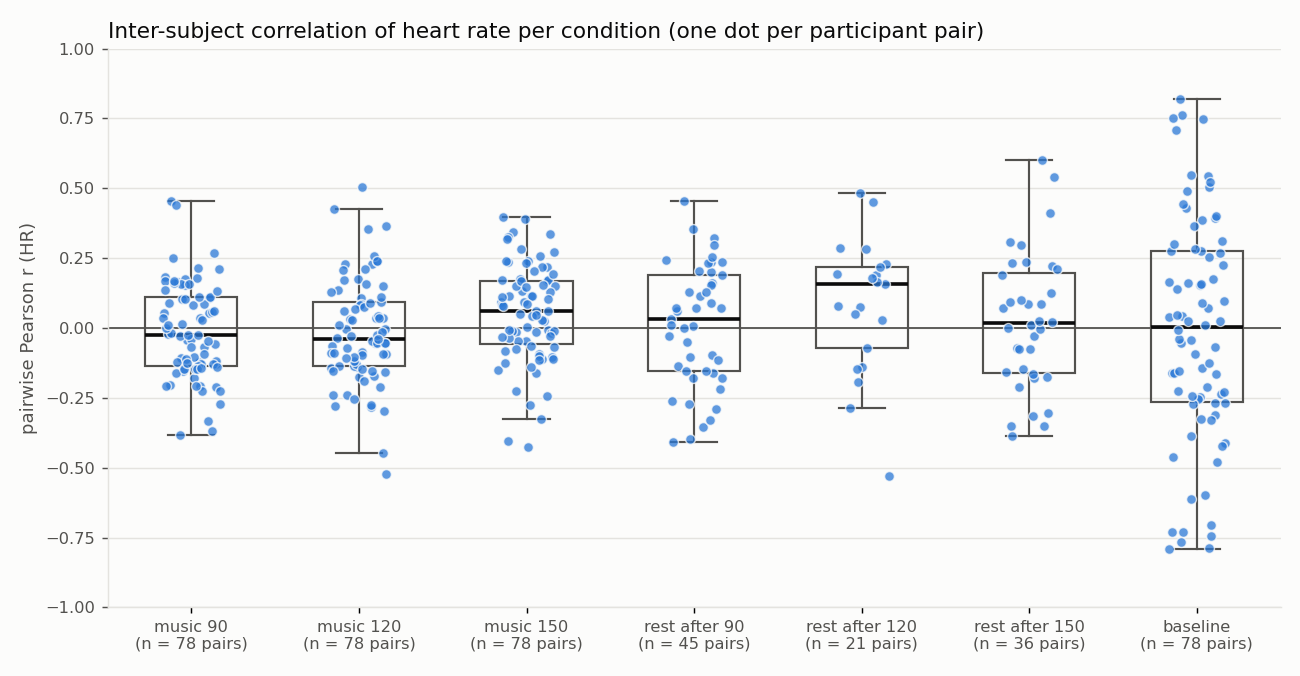 Inter-subject correlation of heart rate per condition (one dot per participant pair)
pairwise Pearson r (HR)
1.00
0.75
0.50
0.25
0.00
−0.25
−0.50
−0.75
−1.00
music 90
(n = 78 pairs)
music 120
(n = 78 pairs)
music 150
(n = 78 pairs)
rest after 90
(n = 45 pairs)
rest after 120
(n = 21 pairs)
rest after 150
(n = 36 pairs)
baseline
(n = 78 pairs)